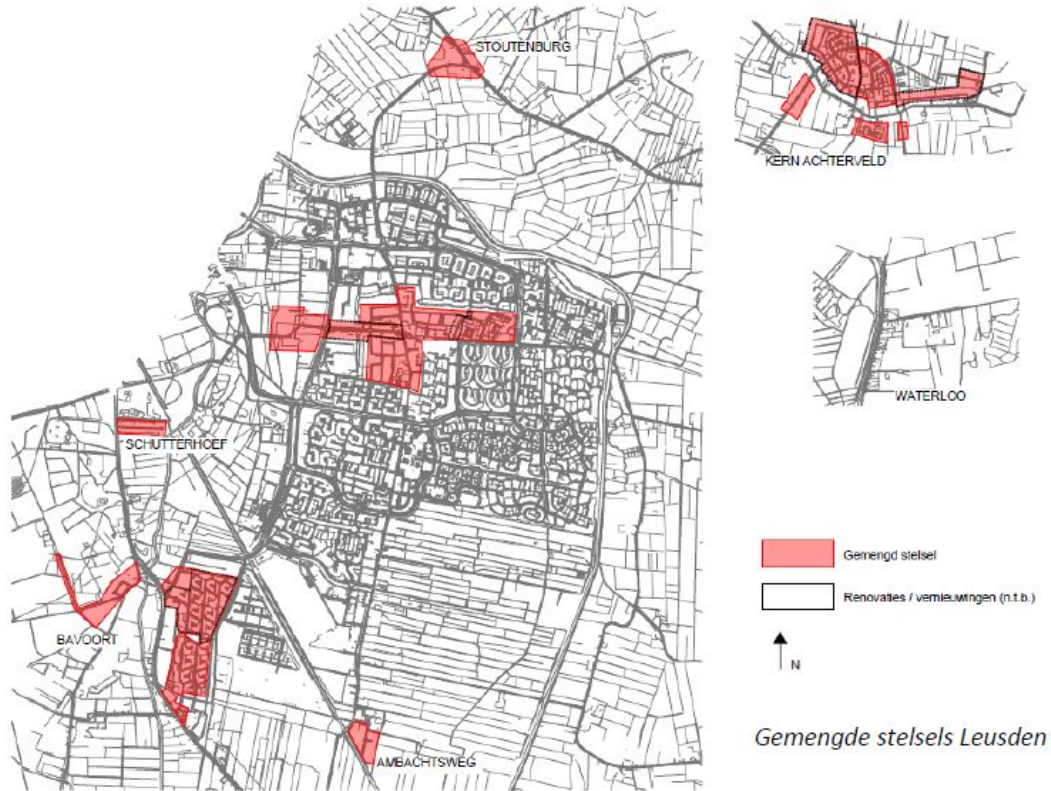 STOUTENBURG
KERN ACHTERVELD
WATERLOO
SCHUTTERHOEF
BAVOORT
AMBACHTSWEG
Gemengd stelsel
Renovaties / vernieuwingen (n.t.b.)
N
Gemengde stelsels Leusden